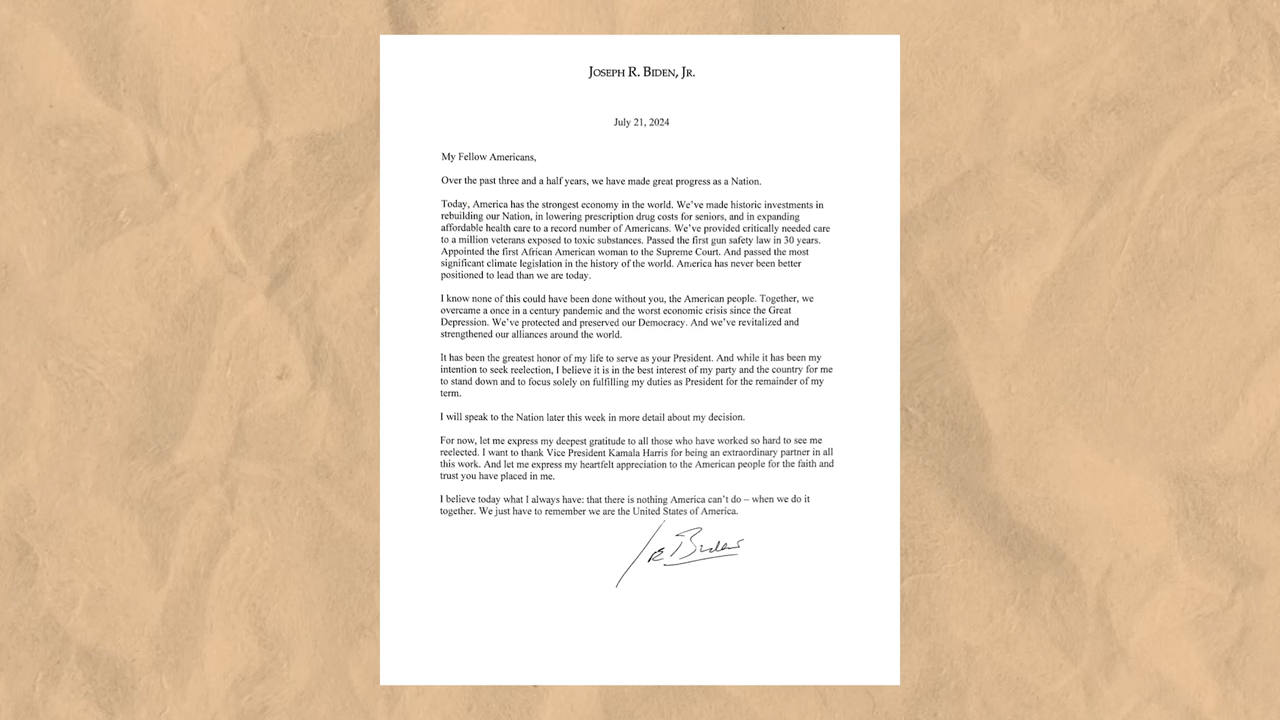 JOSEPH R. BIDEN, JR.
July 21, 2024
My Fellow Americans,
Over the past three and a half years, we have made great progress as a Nation.
Today, America has the strongest economy in the world. We've made historic investments in
rebuilding our Nation, in lowering prescription drug costs for seniors, and in expanding
affordable health care to a record number of Americans. We've provided critically needed care
to a million veterans exposed to toxic substances. Passed the first gun safety law in 30 years.
Appointed the first African American woman to the Supreme Court. And passed the most
significant climate legislation in the history of the world. America has never been better
positioned to lead than we are today.
I know none of this could have been done without you, the American people. Together, we
overcame a once in a century pandemic and the worst economic crisis since the Great
Depression. We've protected and preserved our Democracy. And we've revitalized and
strengthened our alliances around the world.
It has been the greatest honor of my life to serve as your President. And while it has been my
intention to seek reelection, I believe it is in the best interest of my party and the country for me
to stand down and to focus solely on fulfilling my duties as President for the remainder of my
term.
I will speak to the Nation later this week in more detail about my decision.
For now, let me express my deepest gratitude to all those who have worked so hard to see me
reelected. I want to thank Vice President Kamala Harris for being an extraordinary partner in all
this work. And let me express my heartfelt appreciation to the American people for the faith and
trust you have placed in me.
I believe today what I always have: that there is nothing America can't do – when we do it
together. We just have to remember we are the United States of America.
Joe Biden